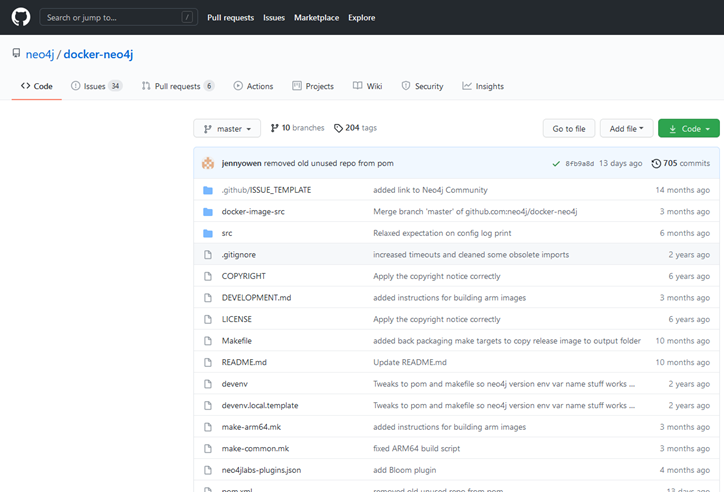 Search or jump to... / Pull requests Issues Marketplace Explore
neo4j / docker-neo4j
Code Issues 34 Pull requests 6 Actions Projects Wiki Security Insights
master 10 branches 204 tags Go to file Add file Code
jennyowen removed old unused repo from pom 8fb9a8d 13 days ago 705 commits
.github/ISSUE_TEMPLATE added link to Neo4j Community 14 months ago
docker-image-src Merge branch 'master' of github.com:neo4j/docker-neo4j 3 months ago
src Relaxed expectation on config log print 6 months ago
.gitignore increased timeouts and cleaned some obsolete imports 2 years ago
COPYRIGHT Apply the copyright notice correctly 6 years ago
DEVELOPMENT.md added instructions for building arm images 3 months ago
LICENSE Apply the copyright notice correctly 6 years ago
Makefile added back packaging make targets to copy release image to output folder 10 months ago
README.md Update README.md 10 months ago
devenv Tweaks to pom and makefile so neo4j version env var name stuff works ... 2 years ago
devenv.local.template Tweaks to pom and makefile so neo4j version env var name stuff works ... 2 years ago
make-arm64.mk added instructions for building arm images 3 months ago
make-common.mk fixed ARM64 build script 3 months ago
neo4jlabs-plugins.json add Bloom plugin 4 months ago
pom.xml removed old unused repo from pom 13 days ago